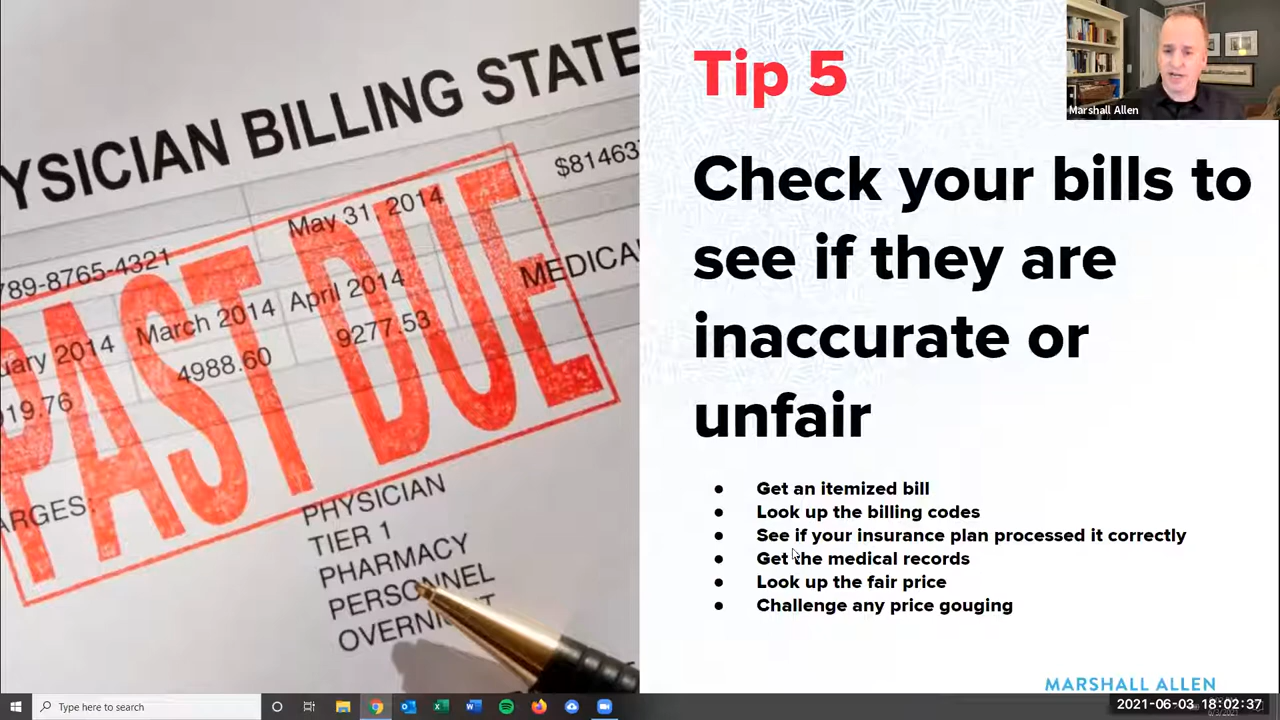 YSICIAN BILLING STATE
$81463
May 31, 2014
789-8765-4321
MEDICA
uary 2014 March 2014 April 2014
919.76 4988.60 9277.53
PAST DUE
ARGES:
PHYSICIAN
TIER 1
PHARMACY
PERSONNEL
Tip 5
Marshall Allen
Check your bills to
see if they are
inaccurate or
unfair
● Get an itemized bill
● Look up the billing codes
● See if your insurance plan processed it correctly
● Get the medical records
● Look up the fair price
● Challenge any price gouging
MARSHALL ALLEN
Type here to search
2021-06-03 18:02:37